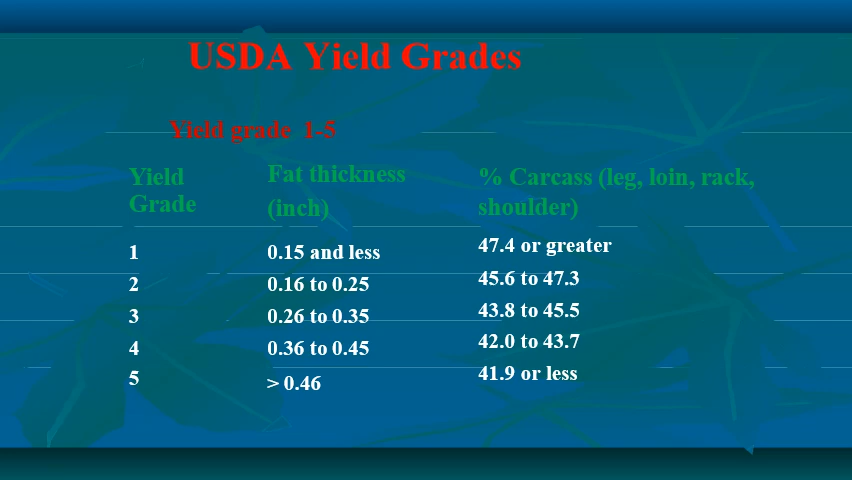 USDA Yield Grades
Yield grade 1-5
Yield Grade Fat thickness (inch) % Carcass (leg, loin, rack, shoulder)
1 0.15 and less 47.4 or greater
2 0.16 to 0.25 45.6 to 47.3
3 0.26 to 0.35 43.8 to 45.5
4 0.36 to 0.45 42.0 to 43.7
5 > 0.46 41.9 or less